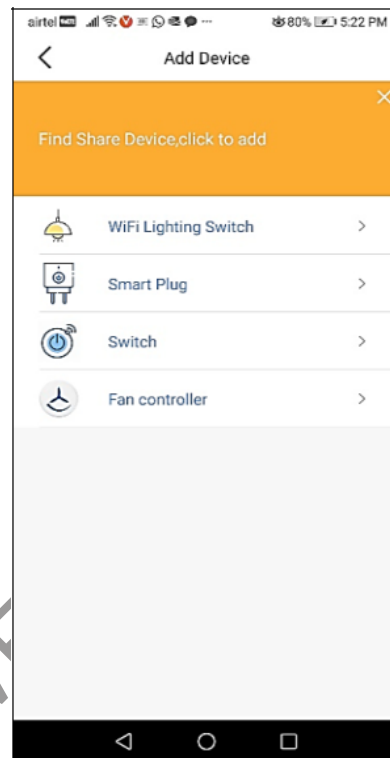 airtel 80% 5:22 PM
Add Device
Find Share Device,click to add
WiFi Lighting Switch
Smart Plug
Switch
Fan controller